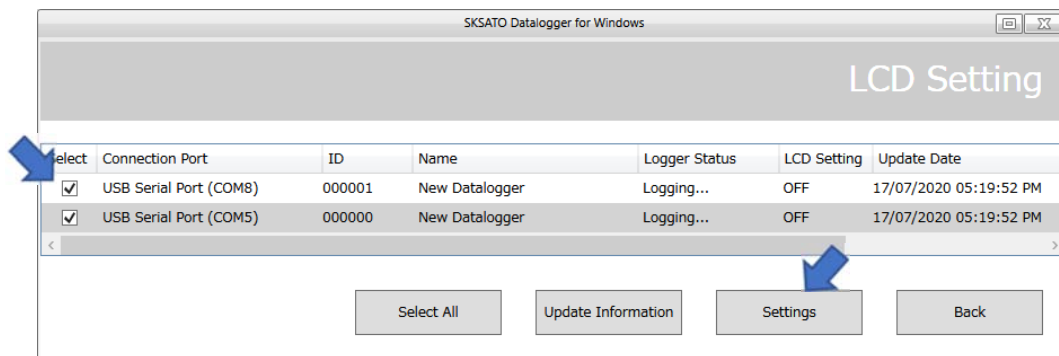 SKSATO Datalogger for Windows
LCD Setting
Select Connection Port ID Name Logger Status LCD Setting Update Date
USB Serial Port (COM8) 000001 New Datalogger Logging... OFF 17/07/2020 05:19:52 PM
USB Serial Port (COM5) 000000 New Datalogger Logging... OFF 17/07/2020 05:19:52 PM
Select All Update Information Settings Back